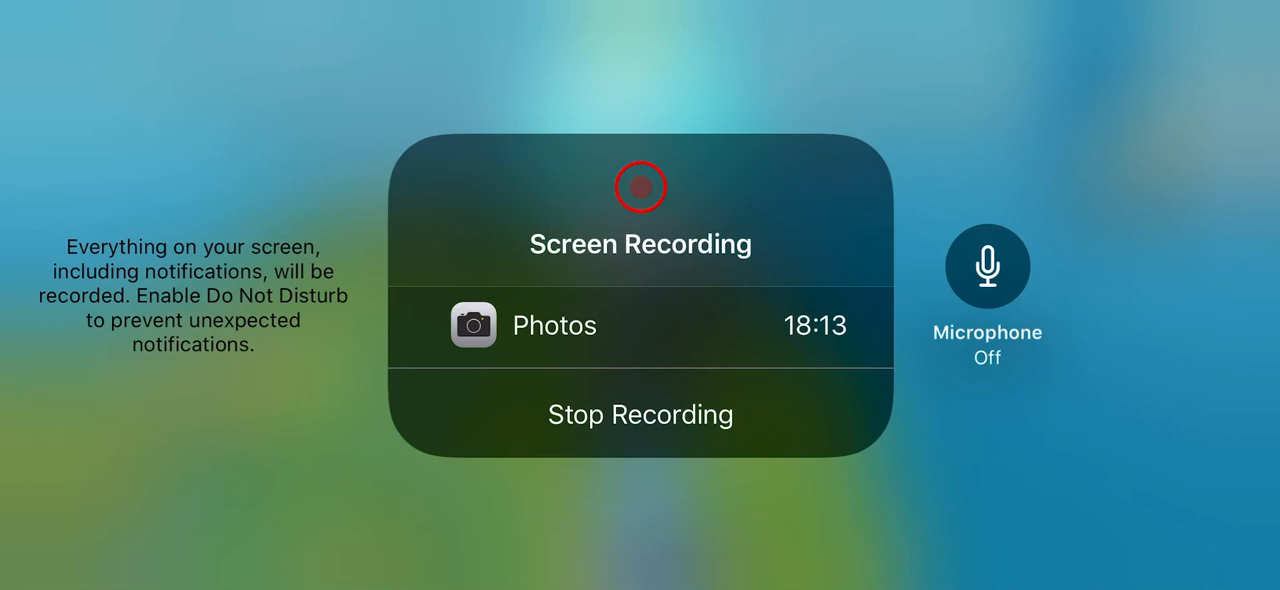 Everything on your screen,
including notifications, will be
recorded. Enable Do Not Disturb
to prevent unexpected
notifications.
Screen Recording
Photos 18:13
Stop Recording
Microphone
Off